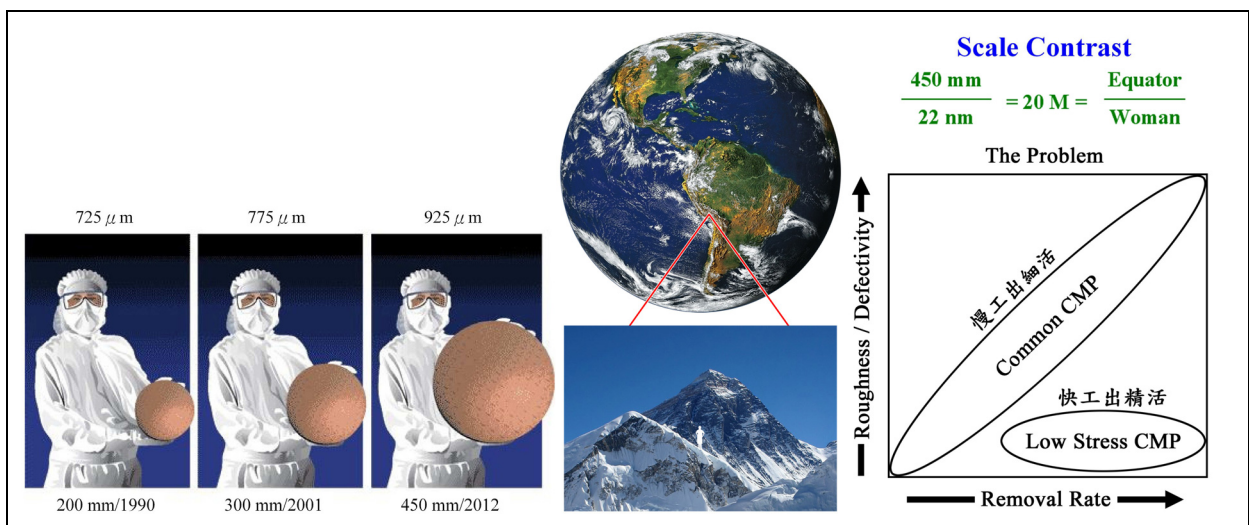 725 μm
775 μm
925 μm
200 mm/1990
300 mm/2001
450 mm/2012
Scale Contrast
450 mm
22 nm
= 20 M =
Equator
Woman
The Problem
Roughness / Defectivity
慢工出細活
Common CMP
快工出精活
Low Stress CMP
Removal Rate